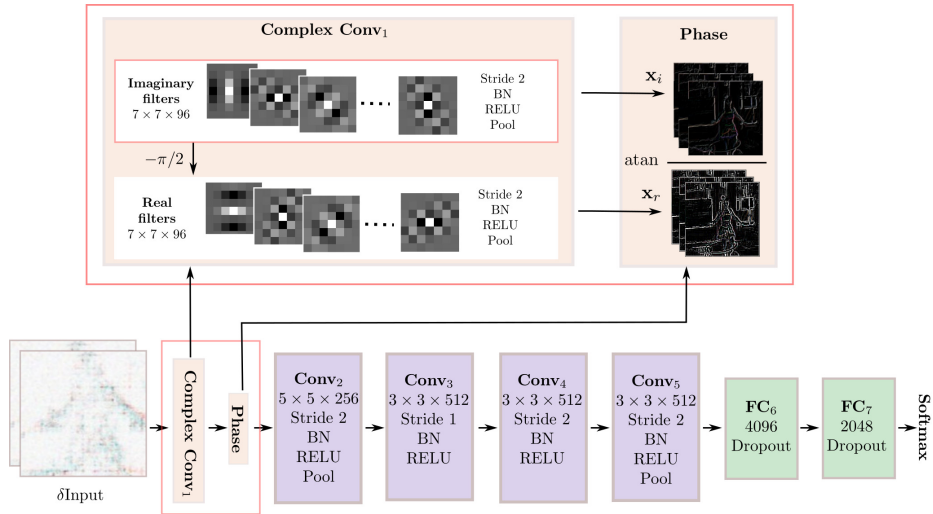 Complex Conv₁
Imaginary
filters
7 × 7 × 96
Stride 2
BN
RELU
Pool
−π/2
Real
filters
7 × 7 × 96
Stride 2
BN
RELU
Pool
Phase
xᵢ
atan
xᵣ
δInput
Complex Conv₁
Phase
Conv₂
5 × 5 × 256
Stride 2
BN
RELU
Pool
Conv₃
3 × 3 × 512
Stride 1
BN
RELU
Conv₄
3 × 3 × 512
Stride 2
BN
RELU
Conv₅
3 × 3 × 512
Stride 2
BN
RELU
Pool
FC₆
4096
Dropout
FC₇
2048
Dropout
Softmax